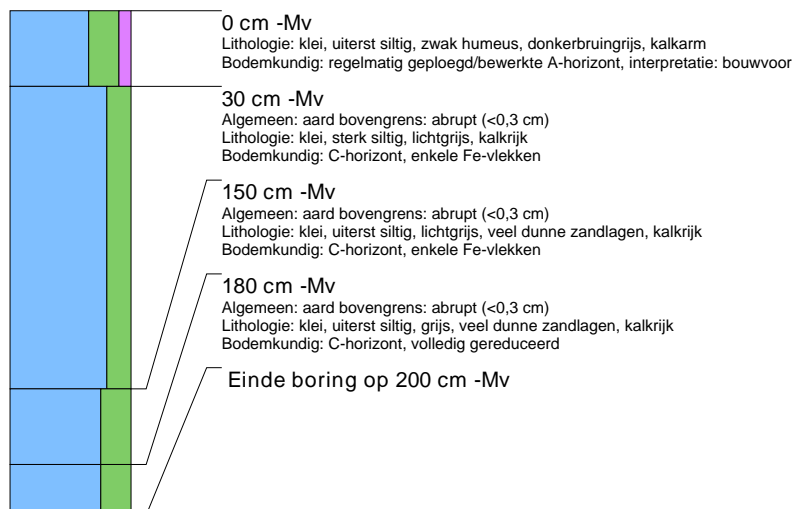 0 cm -Mv
Lithologie: klei, uiterst siltig, zwak humeus, donkerbruingrijs, kalkarm
Bodemkundig: regelmatig geploegd/bewerkte A-horizont, interpretatie: bouwvoor
30 cm -Mv
Algemeen: aard bovengrens: abrupt (<0,3 cm)
Lithologie: klei, sterk siltig, lichtgrijs, kalkrijk
Bodemkundig: C-horizont, enkele Fe-vlekken
150 cm -Mv
Algemeen: aard bovengrens: abrupt (<0,3 cm)
Lithologie: klei, uiterst siltig, lichtgrijs, veel dunne zandlagen, kalkrijk
Bodemkundig: C-horizont, enkele Fe-vlekken
180 cm -Mv
Algemeen: aard bovengrens: abrupt (<0,3 cm)
Lithologie: klei, uiterst siltig, grijs, veel dunne zandlagen, kalkrijk
Bodemkundig: C-horizont, volledig gereduceerd
Einde boring op 200 cm -Mv